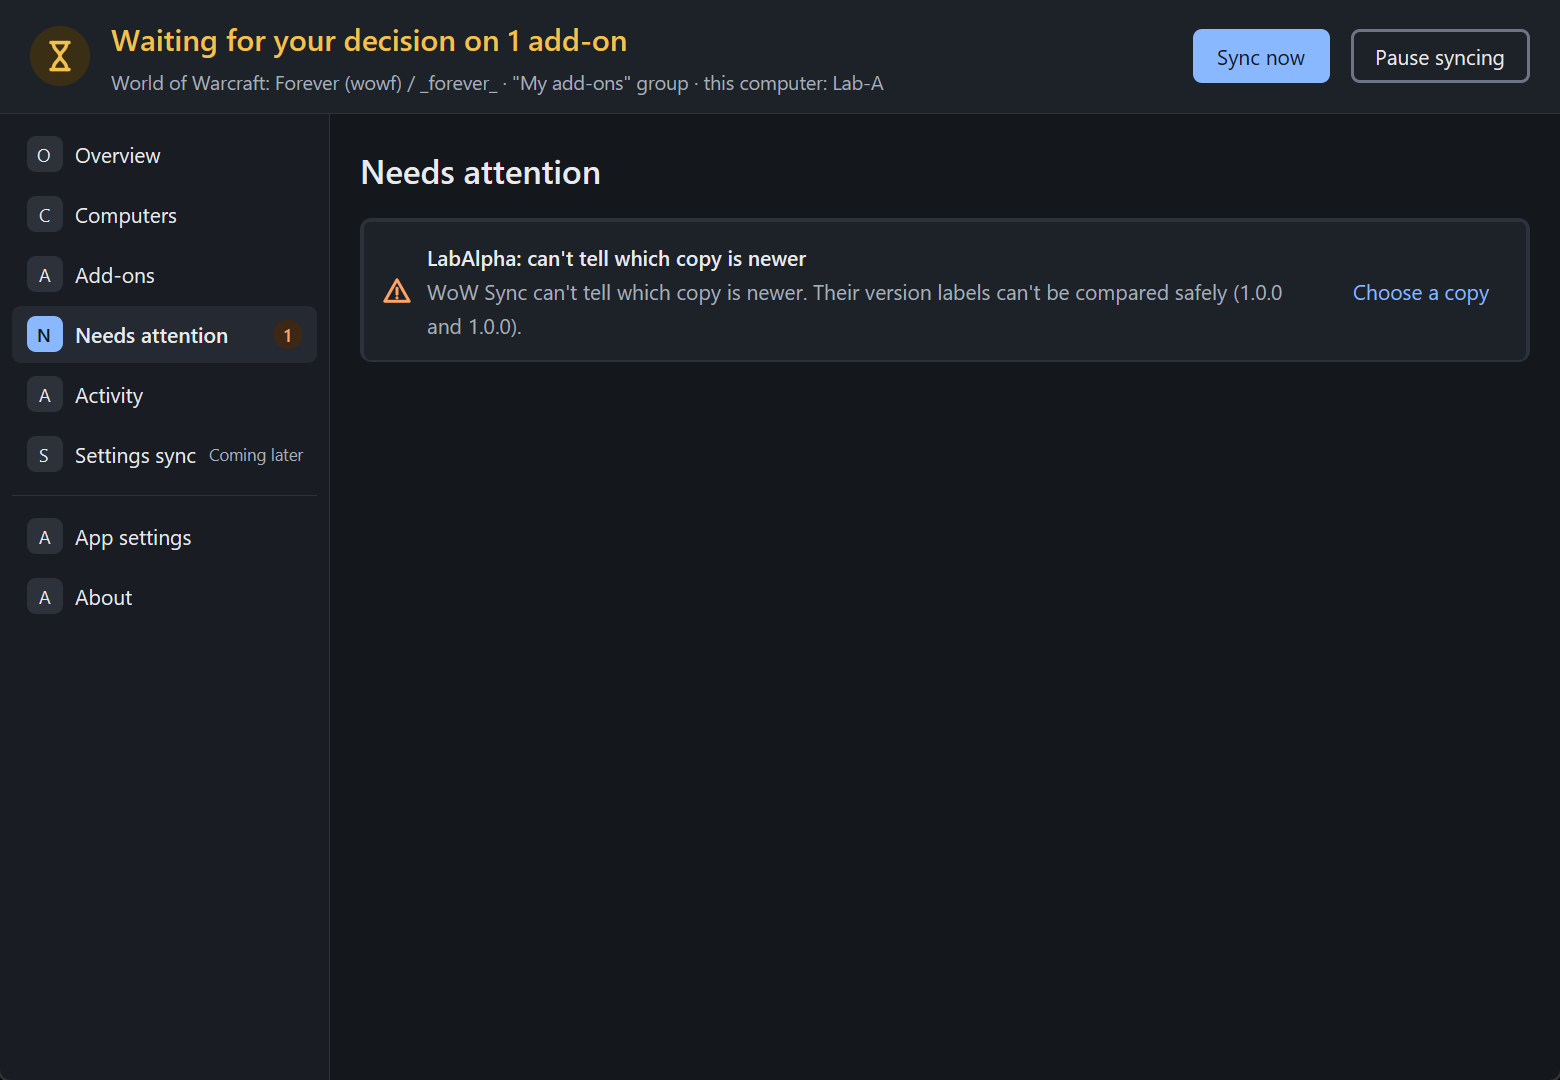 Waiting for your decision on 1 add-on
World of Warcraft: Forever (wowf) / _forever_ · "My add-ons" group · this computer: Lab-A
Sync now
Pause syncing
O Overview
C Computers
A Add-ons
N Needs attention 1
A Activity
S Settings sync Coming later
A App settings
A About
Needs attention
LabAlpha: can't tell which copy is newer
WoW Sync can't tell which copy is newer. Their version labels can't be compared safely (1.0.0
and 1.0.0).
Choose a copy